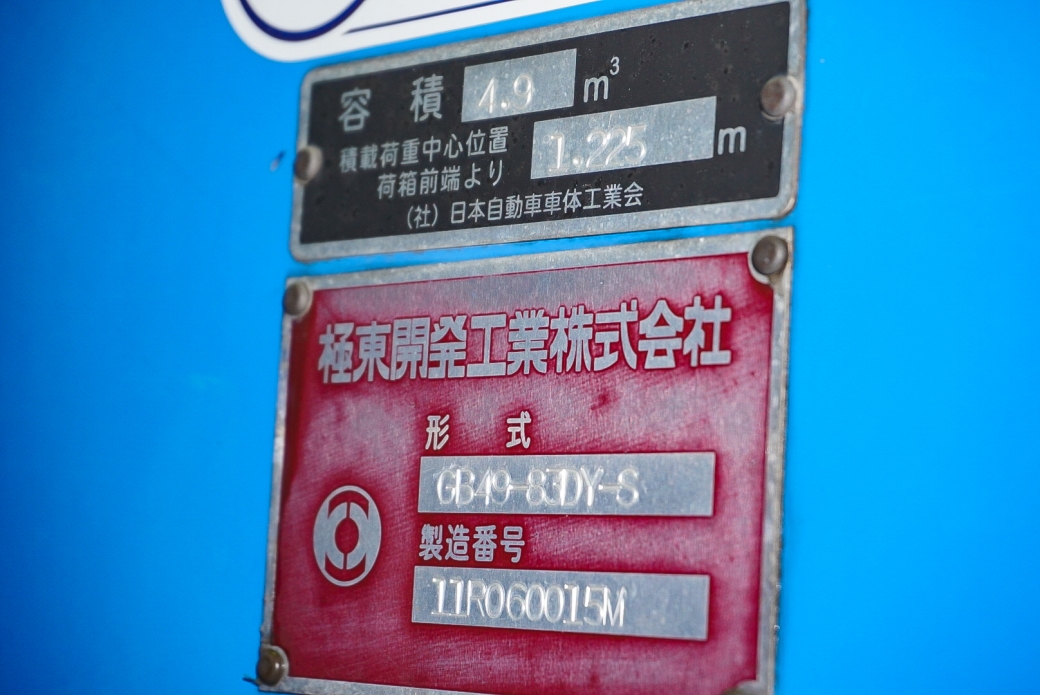 容積 4.9 m³
積載荷重中心位置
荷箱前端より 1.225 m
（社）日本自動車車体工業会
極東開発工業株式会社
形式
GB49-83DY-S
製造番号
11R060015M